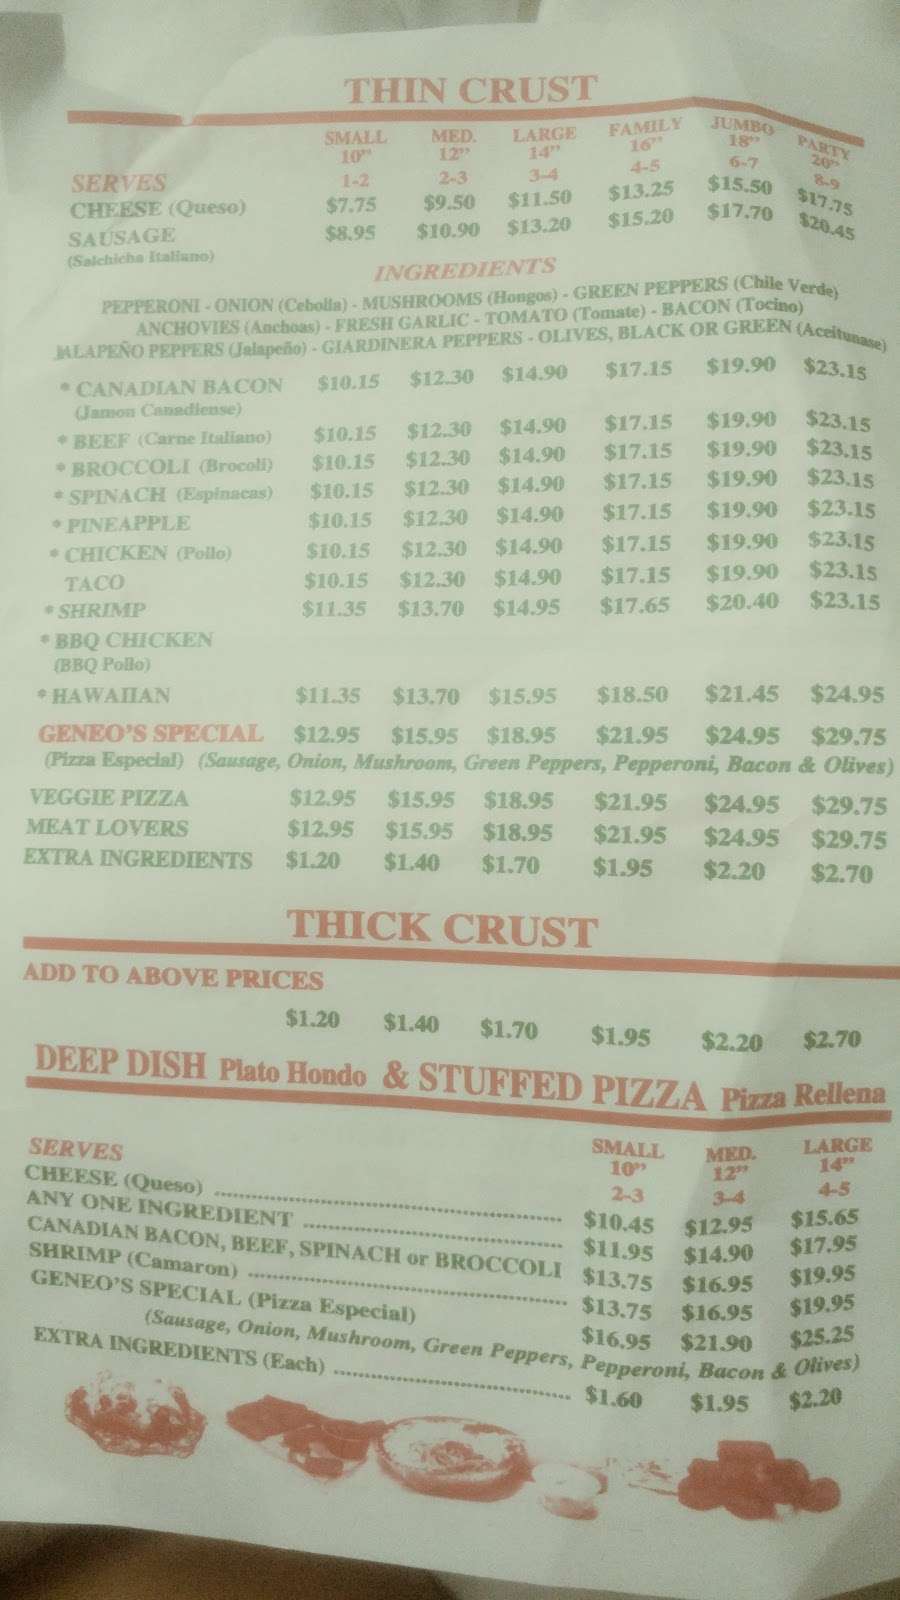 THIN CRUST
SMALL MED. LARGE FAMILY JUMBO PARTY
10" 12" 14" 16" 18" 20"
SERVES 1-2 2-3 3-4 4-5 6-7 8-9
CHEESE (Queso) $7.75 $9.50 $11.50 $13.25 $15.50 $17.75
SAUSAGE $8.95 $10.90 $13.20 $15.20 $17.70 $20.45
(Salchicha Italiano)
INGREDIENTS
PEPPERONI - ONION (Cebolla) - MUSHROOMS (Hongos) - GREEN PEPPERS (Chile Verde)
ANCHOVIES (Anchoas) - FRESH GARLIC - TOMATO (Tomate) - BACON (Tocino)
JALAPEÑO PEPPERS (Jalapeño) - GIARDINERA PEPPERS - OLIVES, BLACK OR GREEN (Aceitunase)
* CANADIAN BACON $10.15 $12.30 $14.90 $17.15 $19.90 $23.15
(Jamon Canadiense)
* BEEF (Carne Italiano) $10.15 $12.30 $14.90 $17.15 $19.90 $23.15
* BROCCOLI (Brocoli) $10.15 $12.30 $14.90 $17.15 $19.90 $23.15
* SPINACH (Espinacas) $10.15 $12.30 $14.90 $17.15 $19.90 $23.15
* PINEAPPLE $10.15 $12.30 $14.90 $17.15 $19.90 $23.15
* CHICKEN (Pollo) $10.15 $12.30 $14.90 $17.15 $19.90 $23.15
TACO $10.15 $12.30 $14.90 $17.15 $19.90 $23.15
* SHRIMP $11.35 $13.70 $14.95 $17.65 $20.40 $23.15
* BBQ CHICKEN
(BBQ Pollo)
* HAWAIIAN $11.35 $13.70 $15.95 $18.50 $21.45 $24.95
GENEO'S SPECIAL $12.95 $15.95 $18.95 $21.95 $24.95 $29.75
(Pizza Especial) (Sausage, Onion, Mushroom, Green Peppers, Pepperoni, Bacon & Olives)
VEGGIE PIZZA $12.95 $15.95 $18.95 $21.95 $24.95 $29.75
MEAT LOVERS $12.95 $15.95 $18.95 $21.95 $24.95 $29.75
EXTRA INGREDIENTS $1.20 $1.40 $1.70 $1.95 $2.20 $2.70
THICK CRUST
ADD TO ABOVE PRICES
$1.20 $1.40 $1.70 $1.95 $2.20 $2.70
DEEP DISH Plato Hondo & STUFFED PIZZA Pizza Rellena
SMALL MED. LARGE
10" 12" 14"
SERVES 2-3 3-4 4-5
CHEESE (Queso) ........ $10.45 $12.95 $15.65
ANY ONE INGREDIENT ........ $11.95 $14.90 $17.95
CANADIAN BACON, BEEF, SPINACH or BROCCOLI $13.75 $16.95 $19.95
SHRIMP (Camaron) ........ $13.75 $16.95 $19.95
GENEO'S SPECIAL (Pizza Especial) $16.95 $21.90 $25.25
(Sausage, Onion, Mushroom, Green Peppers, Pepperoni, Bacon & Olives)
EXTRA INGREDIENTS (Each) ........ $1.60 $1.95 $2.20